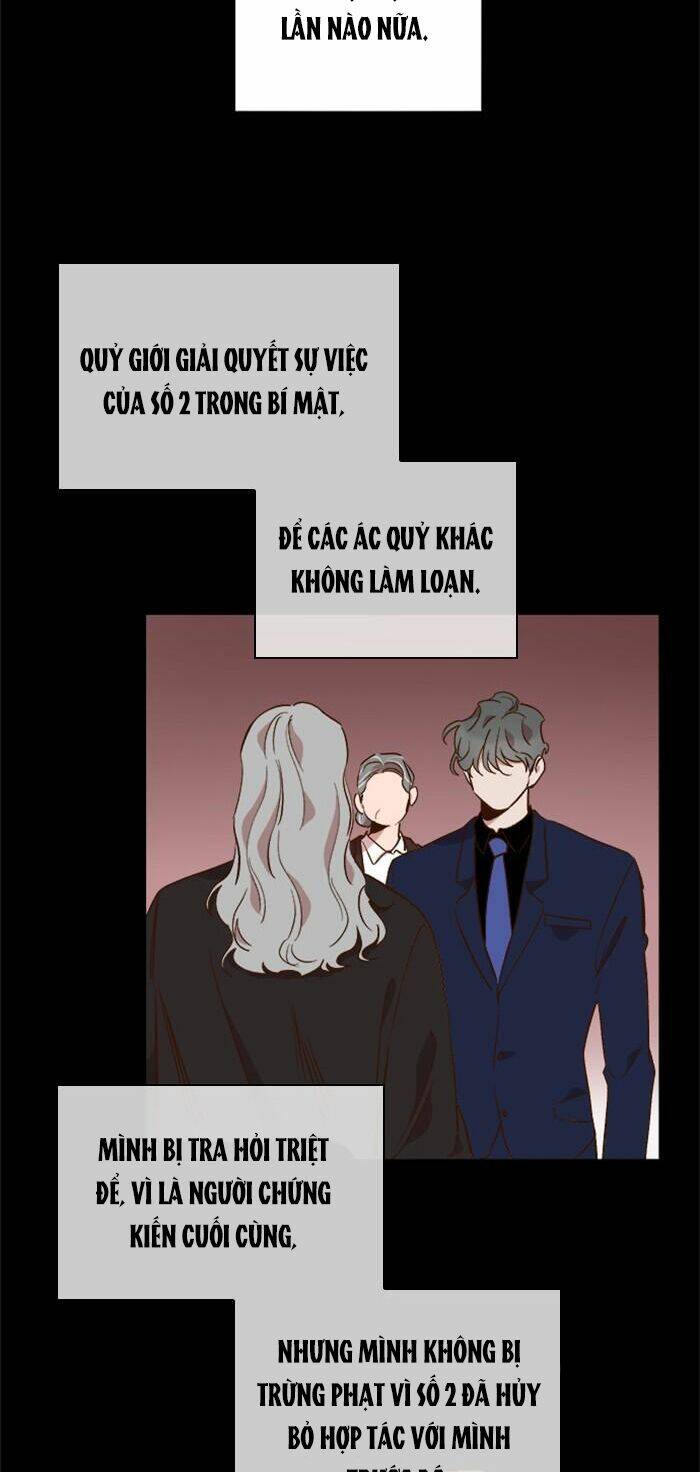 LẦN NÀO NỮA.
QUỶ GIỚI GIẢI QUYẾT SỰ VIỆC
CỦA SỐ 2 TRONG BÍ MẬT,
ĐỂ CÁC ÁC QUỶ KHÁC
KHÔNG LÀM LOẠN.
MÌNH BỊ TRA HỎI TRIỆT
ĐỂ, VÌ LÀ NGƯỜI CHỨNG
KIẾN CUỐI CÙNG,
NHƯNG MÌNH KHÔNG BỊ
TRỪNG PHẠT VÌ SỐ 2 ĐÃ HỦY
BỎ HỢP TÁC VỚI MÌNH
TRƯỚC ĐÓ